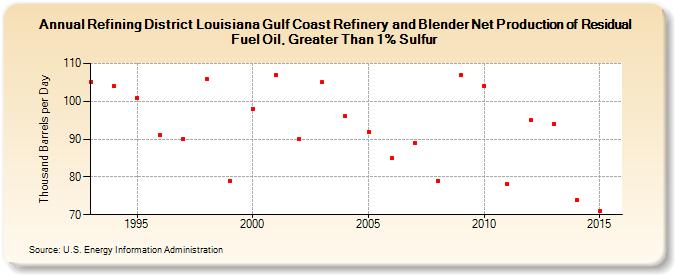 Annual Refining District Louisiana Gulf Coast Refinery and Blender Net Production of Residual
Fuel Oil, Greater Than 1% Sulfur
Thousand Barrels per Day
110
100
90
80
70
1995
2000
2005
2010
2015
Source: U.S. Energy Information Administration